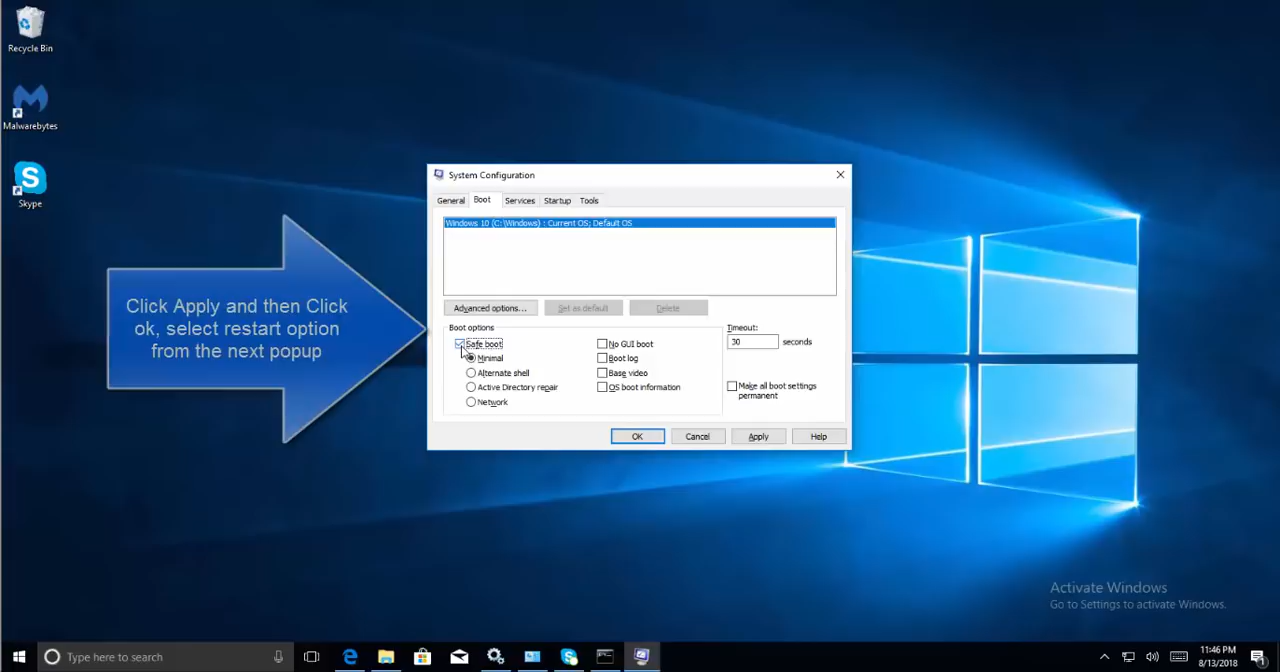 Recycle Bin
Malwarebytes
Skype
Click Apply and then Click
ok, select restart option
from the next popup
System Configuration
General Boot Services Startup Tools
Windows 10 (C:\Windows) : Current OS; Default OS
Advanced options... Set as default Delete
Boot options
Safe boot
Minimal
Alternate shell
Active Directory repair
Network
No GUI boot
Boot log
Base video
OS boot information
Timeout:
30 seconds
Make all boot settings
permanent
OK Cancel Apply Help
Activate Windows
Go to Settings to activate Windows.
Type here to search
11:46 PM
8/13/2018